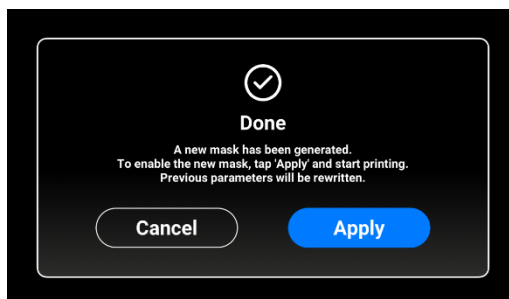 Done
A new mask has been generated.
To enable the new mask, tap 'Apply' and start printing.
Previous parameters will be rewritten.
Cancel
Apply